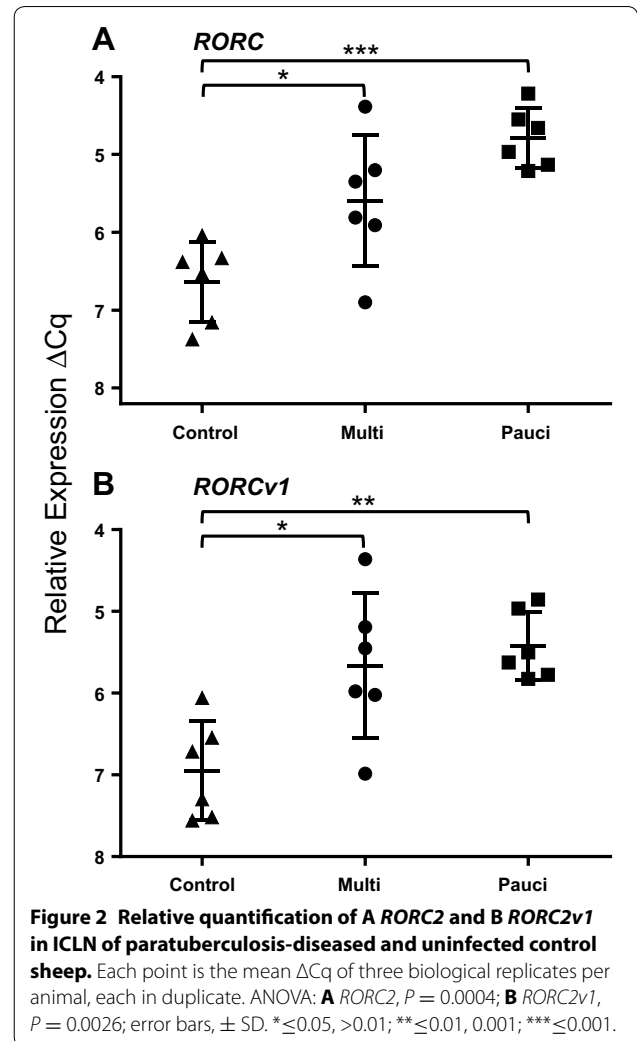 A RORC
***
*
4
5
6
7
8
Control Multi Pauci
Relative Expression ΔCq
B RORCv1
**
*
4
5
6
7
8
Control Multi Pauci
Figure 2 Relative quantification of A RORC2 and B RORC2v1
in ICLN of paratuberculosis-diseased and uninfected control
sheep. Each point is the mean ΔCq of three biological replicates per
animal, each in duplicate. ANOVA: A RORC2, P = 0.0004; B RORC2v1,
P = 0.0026; error bars, ± SD. *≤0.05, >0.01; **≤0.01, 0.001; ***≤0.001.